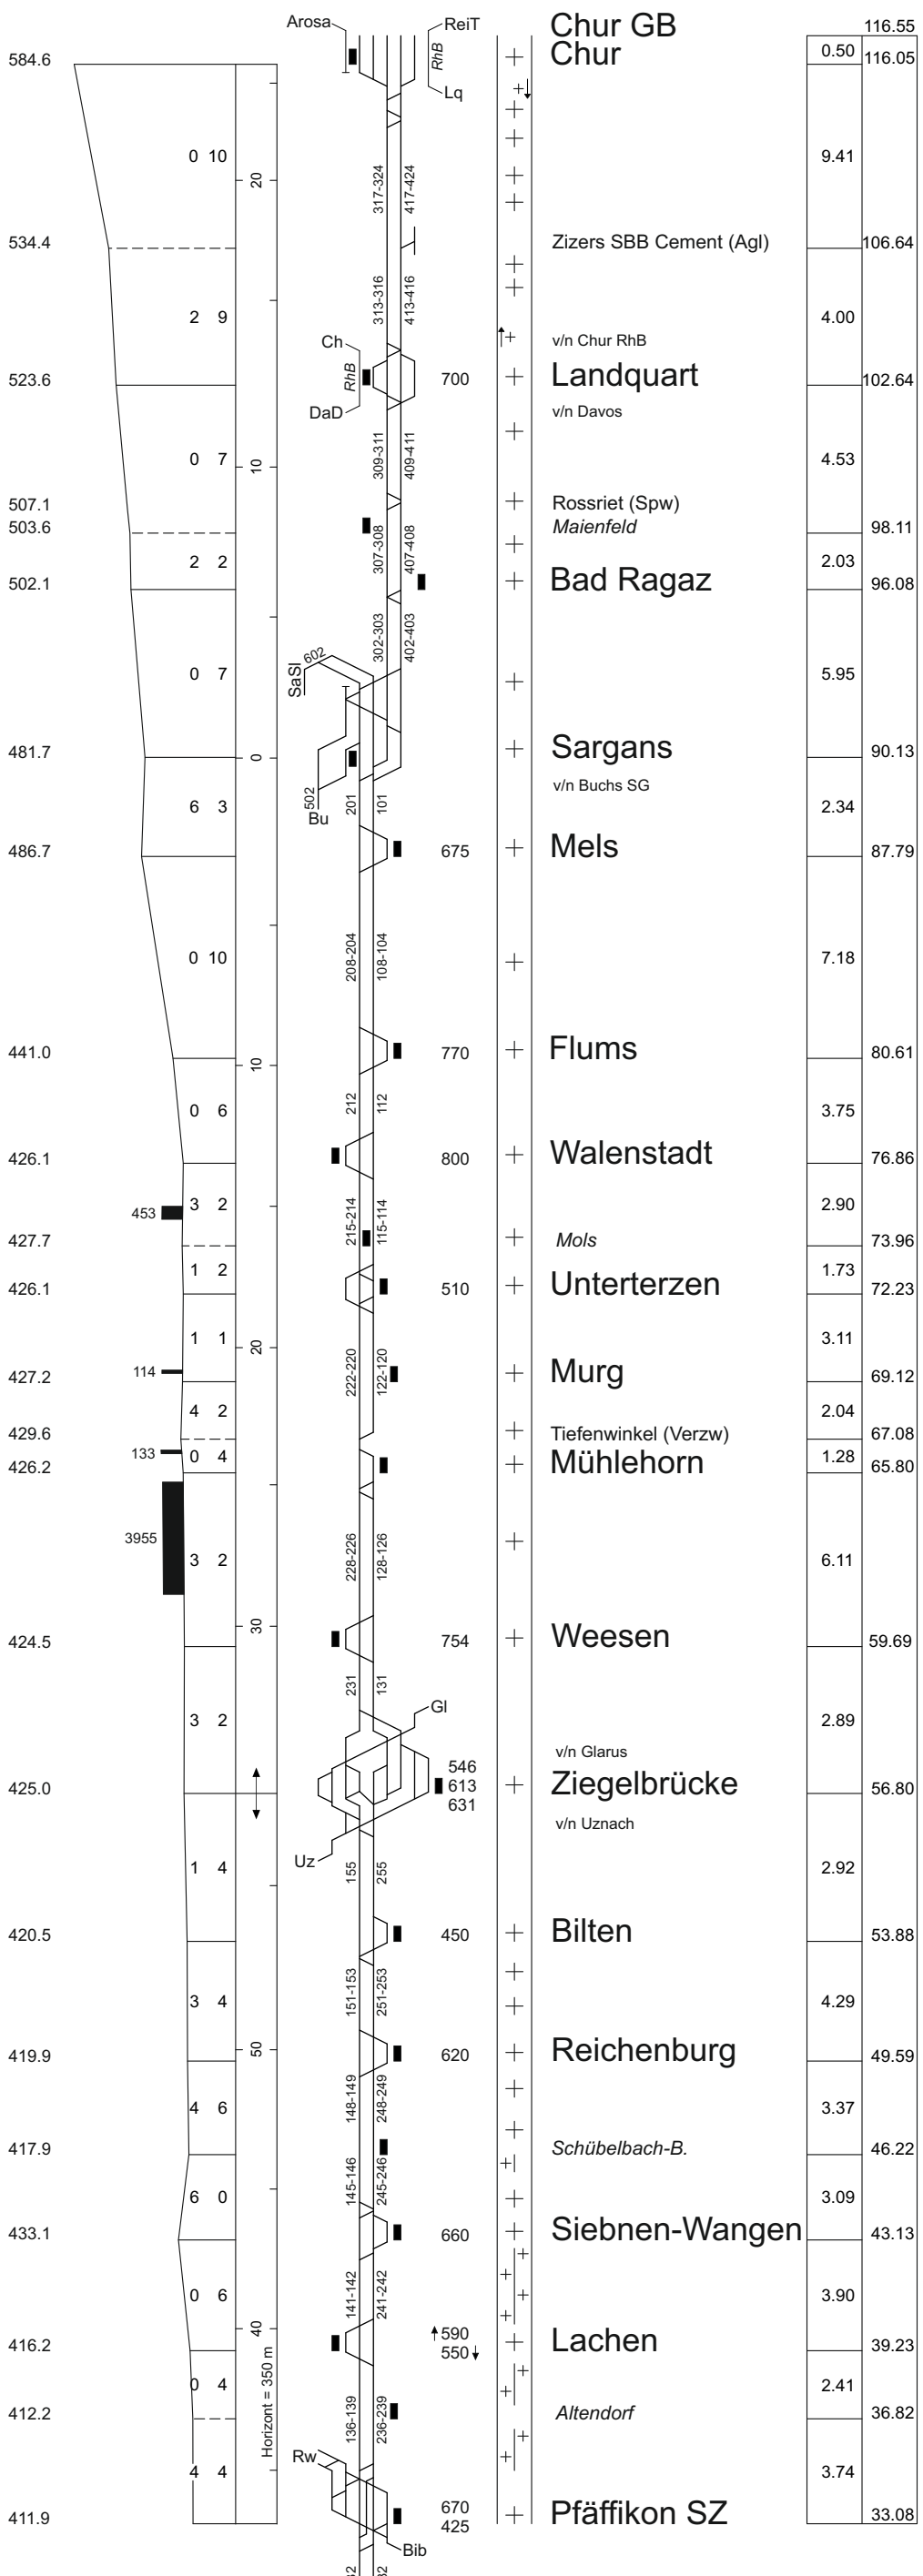 Arosa ReiT Chur GB 116.55
584.6 RhB Chur 0.50 116.05
Lq
0 10 20 317-324 417-424 9.41
534.4 Zizers SBB Cement (Agl) 106.64
2 9 313-316 413-416 4.00
Ch v/n Chur RhB
523.6 RhB 700 Landquart 102.64
DaD v/n Davos
0 7 10 309-311 409-411 4.53
507.1 Rossriet (Spw)
503.6 307-308 407-408 Maienfeld 98.11
2 2 2.03
502.1 Bad Ragaz 96.08
302-303 402-403
SaSl 602
0 7 5.95
481.7 0 Sargans 90.13
502 v/n Buchs SG
6 3 Bu 201 101 2.34
486.7 675 Mels 87.79
0 10 208-204 108-104 7.18
441.0 10 770 Flums 80.61
0 6 212 112 3.75
426.1 800 Walenstadt 76.86
453 3 2 215-214 115-114 2.90
427.7 Mols 73.96
1 2 1.73
426.1 510 Unterterzen 72.23
1 1 20 3.11
427.2 114 222-220 122-120 Murg 69.12
4 2 2.04
429.6 Tiefenwinkel (Verzw) 67.08
133 0 4 1.28
426.2 Mühlehorn 65.80
3955 3 2 228-226 128-126 6.11
424.5 30 754 Weesen 59.69
231 131
Gl
3 2 2.89
v/n Glarus
546
425.0 613 Ziegelbrücke 56.80
631
v/n Uznach
Uz
1 4 155 255 2.92
420.5 450 Bilten 53.88
3 4 151-153 251-253 4.29
419.9 50 620 Reichenburg 49.59
4 6 148-149 248-249 3.37
417.9 Schübelbach-B. 46.22
6 0 145-146 245-246 3.09
433.1 660 Siebnen-Wangen 43.13
0 6 141-142 241-242 3.90
40 590
416.2 550 Lachen 39.23
0 4 2.41
412.2 136-139 236-239 Altendorf 36.82
Horizont = 350 m
Rw
4 4 3.74
670
411.9 425 Pfäffikon SZ 33.08
Bib